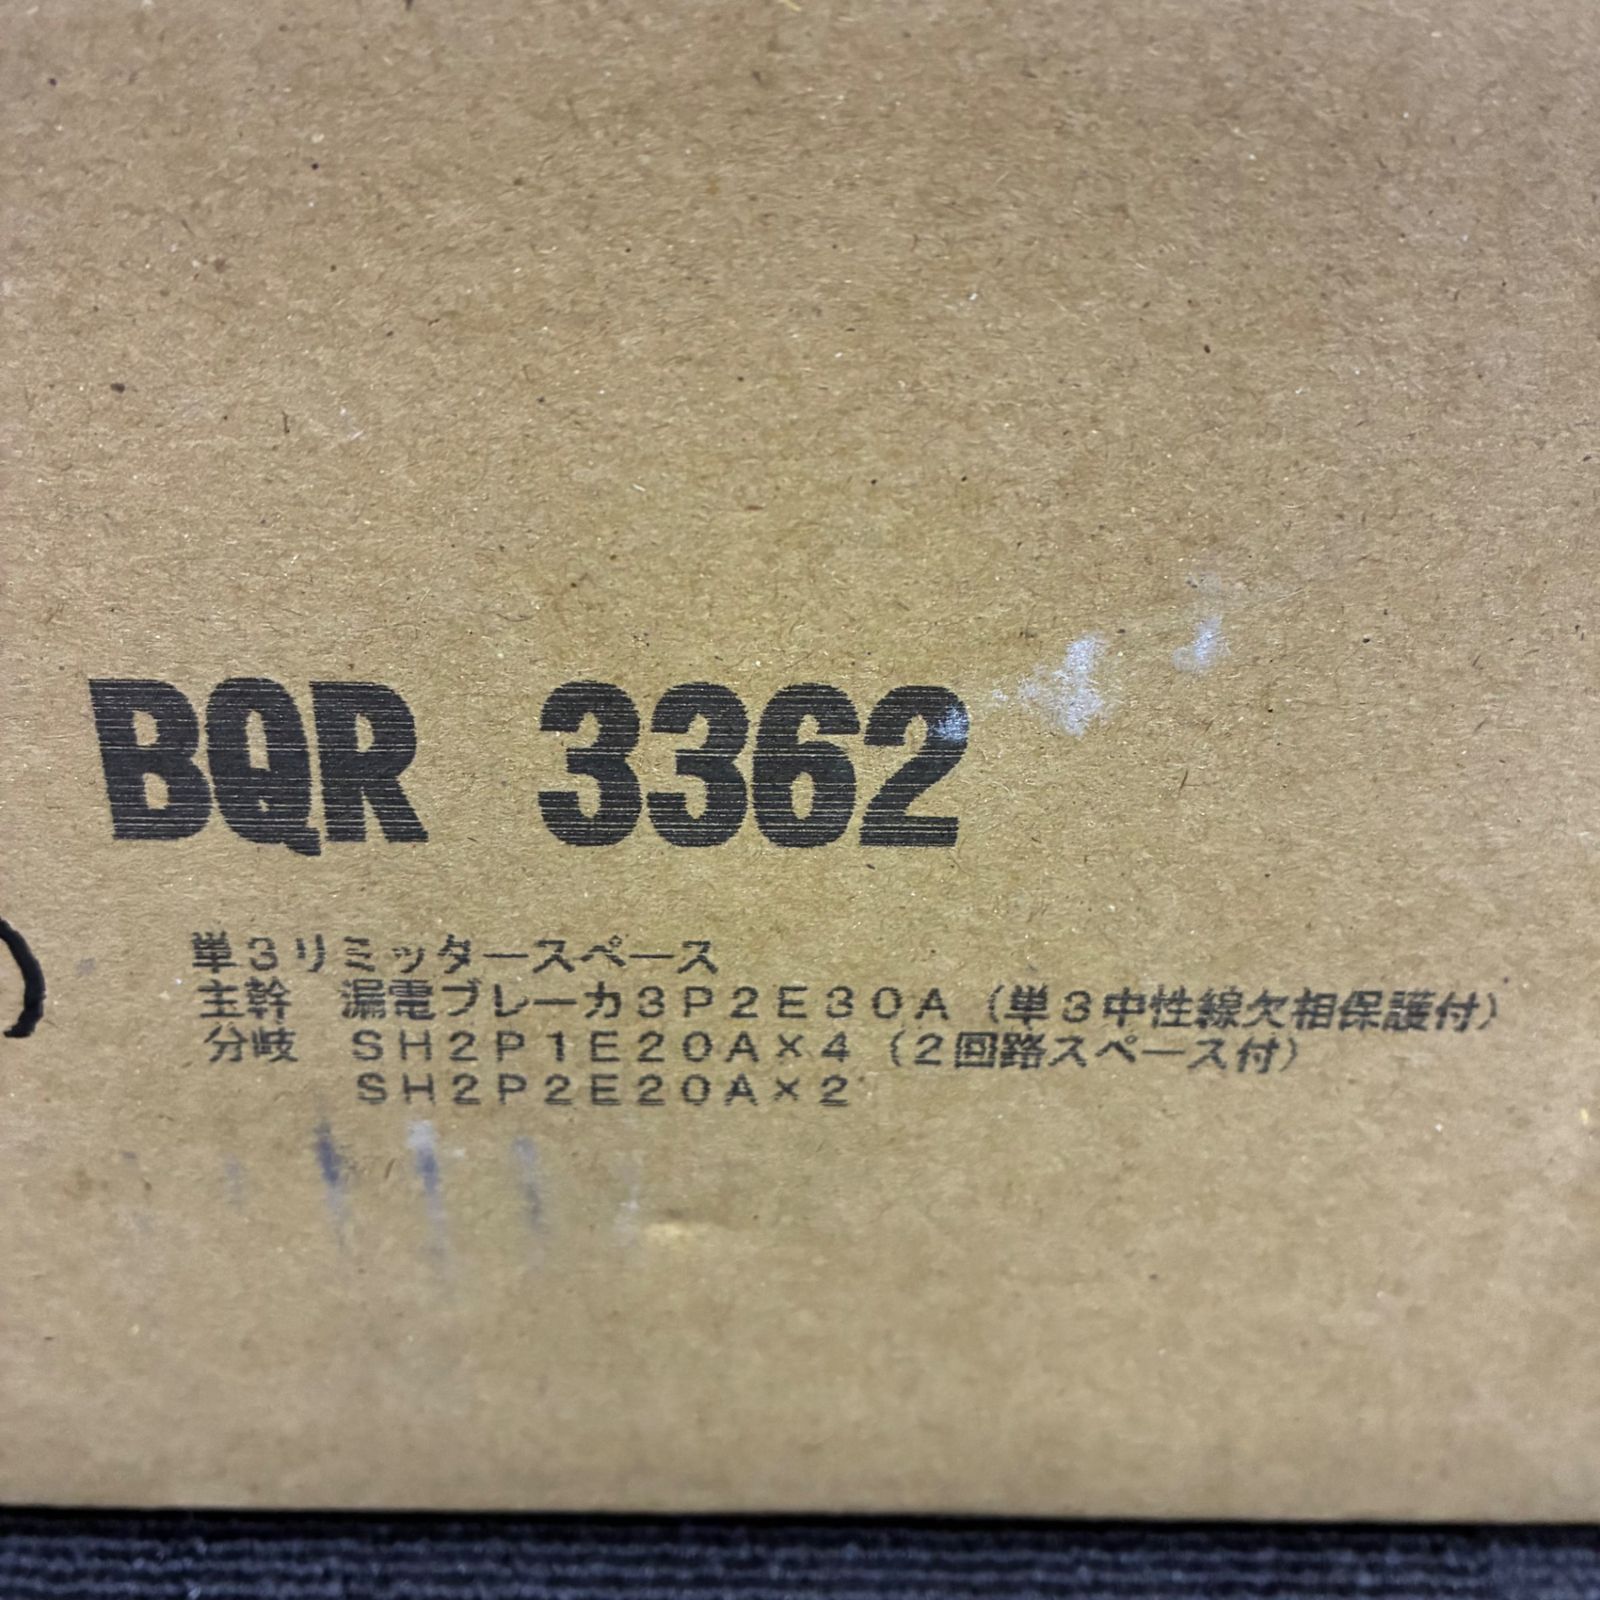 BQR 3362
単3リミッタースペース
主幹 漏電ブレーカ3P2E30A(単3中性線欠相保護付)
分岐 SH2P1E20A×4(2回路スペース付)
SH2P2E20A×2